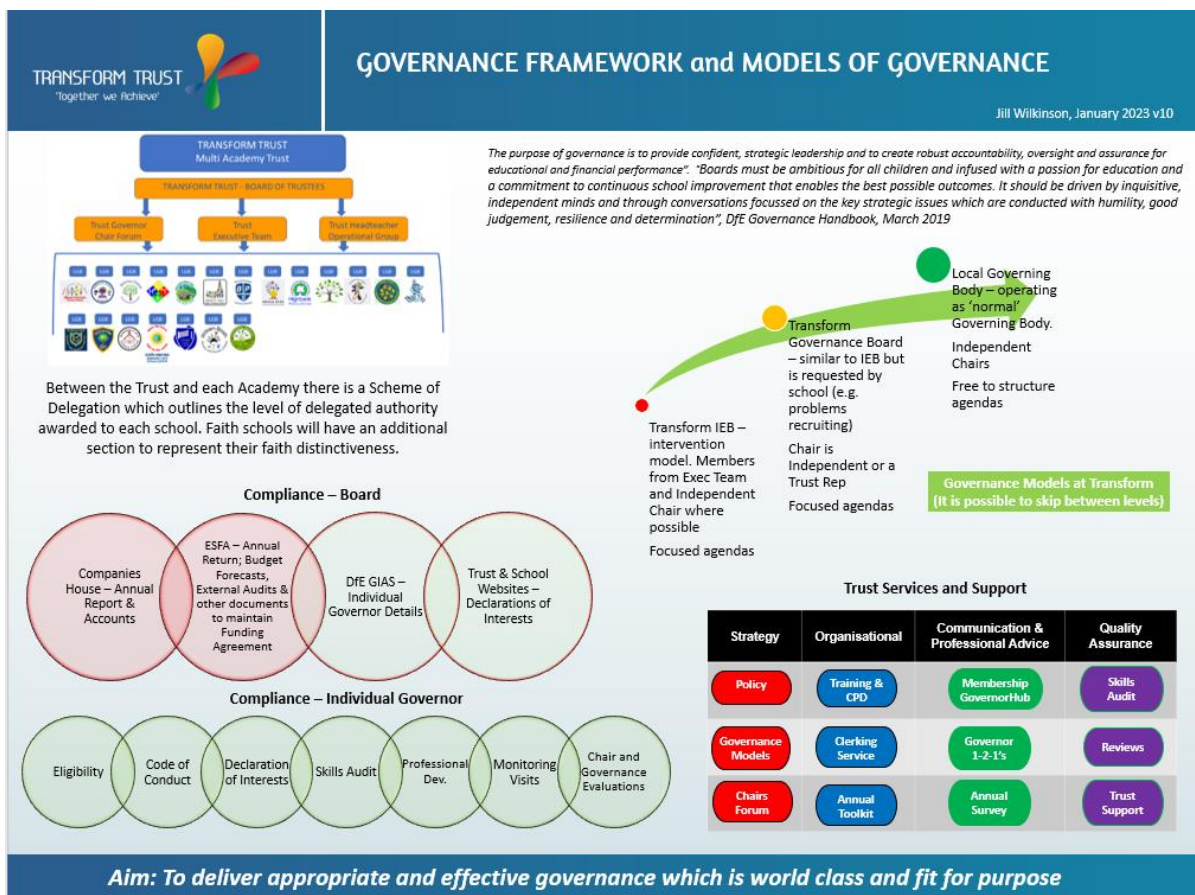 TRANSFORM TRUST
'Together we Achieve'
GOVERNANCE FRAMEWORK and MODELS OF GOVERNANCE
Jill Wilkinson, January 2023 v10
TRANSFORM TRUST
Multi Academy Trust
TRANSFORM TRUST - BOARD OF TRUSTEES
Trust Governor
Chair Forum
Trust
Executive Team
Trust Headteacher
Operational Group
The purpose of governance is to provide confident, strategic leadership and to create robust accountability, oversight and assurance for
educational and financial performance". "Boards must be ambitious for all children and infused with a passion for education and
a commitment to continuous school improvement that enables the best possible outcomes. It should be driven by inquisitive,
independent minds and through conversations focussed on the key strategic issues which are conducted with humility, good
judgement, resilience and determination", DfE Governance Handbook, March 2019
Between the Trust and each Academy there is a Scheme of
Delegation which outlines the level of delegated authority
awarded to each school. Faith schools will have an additional
section to represent their faith distinctiveness.
Transform IEB –
intervention
model. Members
from Exec Team
and Independent
Chair where
possible
Focused agendas
Transform
Governance Board
– similar to IEB but
is requested by
school (e.g.
problems
recruiting)
Chair is
Independent or a
Trust Rep
Focused agendas
Local Governing
Body – operating
as 'normal'
Governing Body.
Independent
Chairs
Free to structure
agendas
Governance Models at Transform
(It is possible to skip between levels)
Compliance – Board
Companies
House – Annual
Report &
Accounts
ESFA – Annual
Return; Budget
Forecasts,
External Audits &
other documents
to maintain
Funding
Agreement
DfE GIAS –
Individual
Governor Details
Trust & School
Websites –
Declarations of
Interests
Compliance – Individual Governor
Eligibility
Code of
Conduct
Declaration
of Interests
Skills Audit
Professional
Dev.
Monitoring
Visits
Chair and
Governance
Evaluations
Trust Services and Support
Strategy
Organisational
Communication &
Professional Advice
Quality
Assurance
Policy
Training &
CPD
Membership
GovernorHub
Skills
Audit
Governance
Models
Clerking
Service
Governor
1-2-1's
Reviews
Chairs
Forum
Annual
Toolkit
Annual
Survey
Trust
Support
Aim: To deliver appropriate and effective governance which is world class and fit for purpose